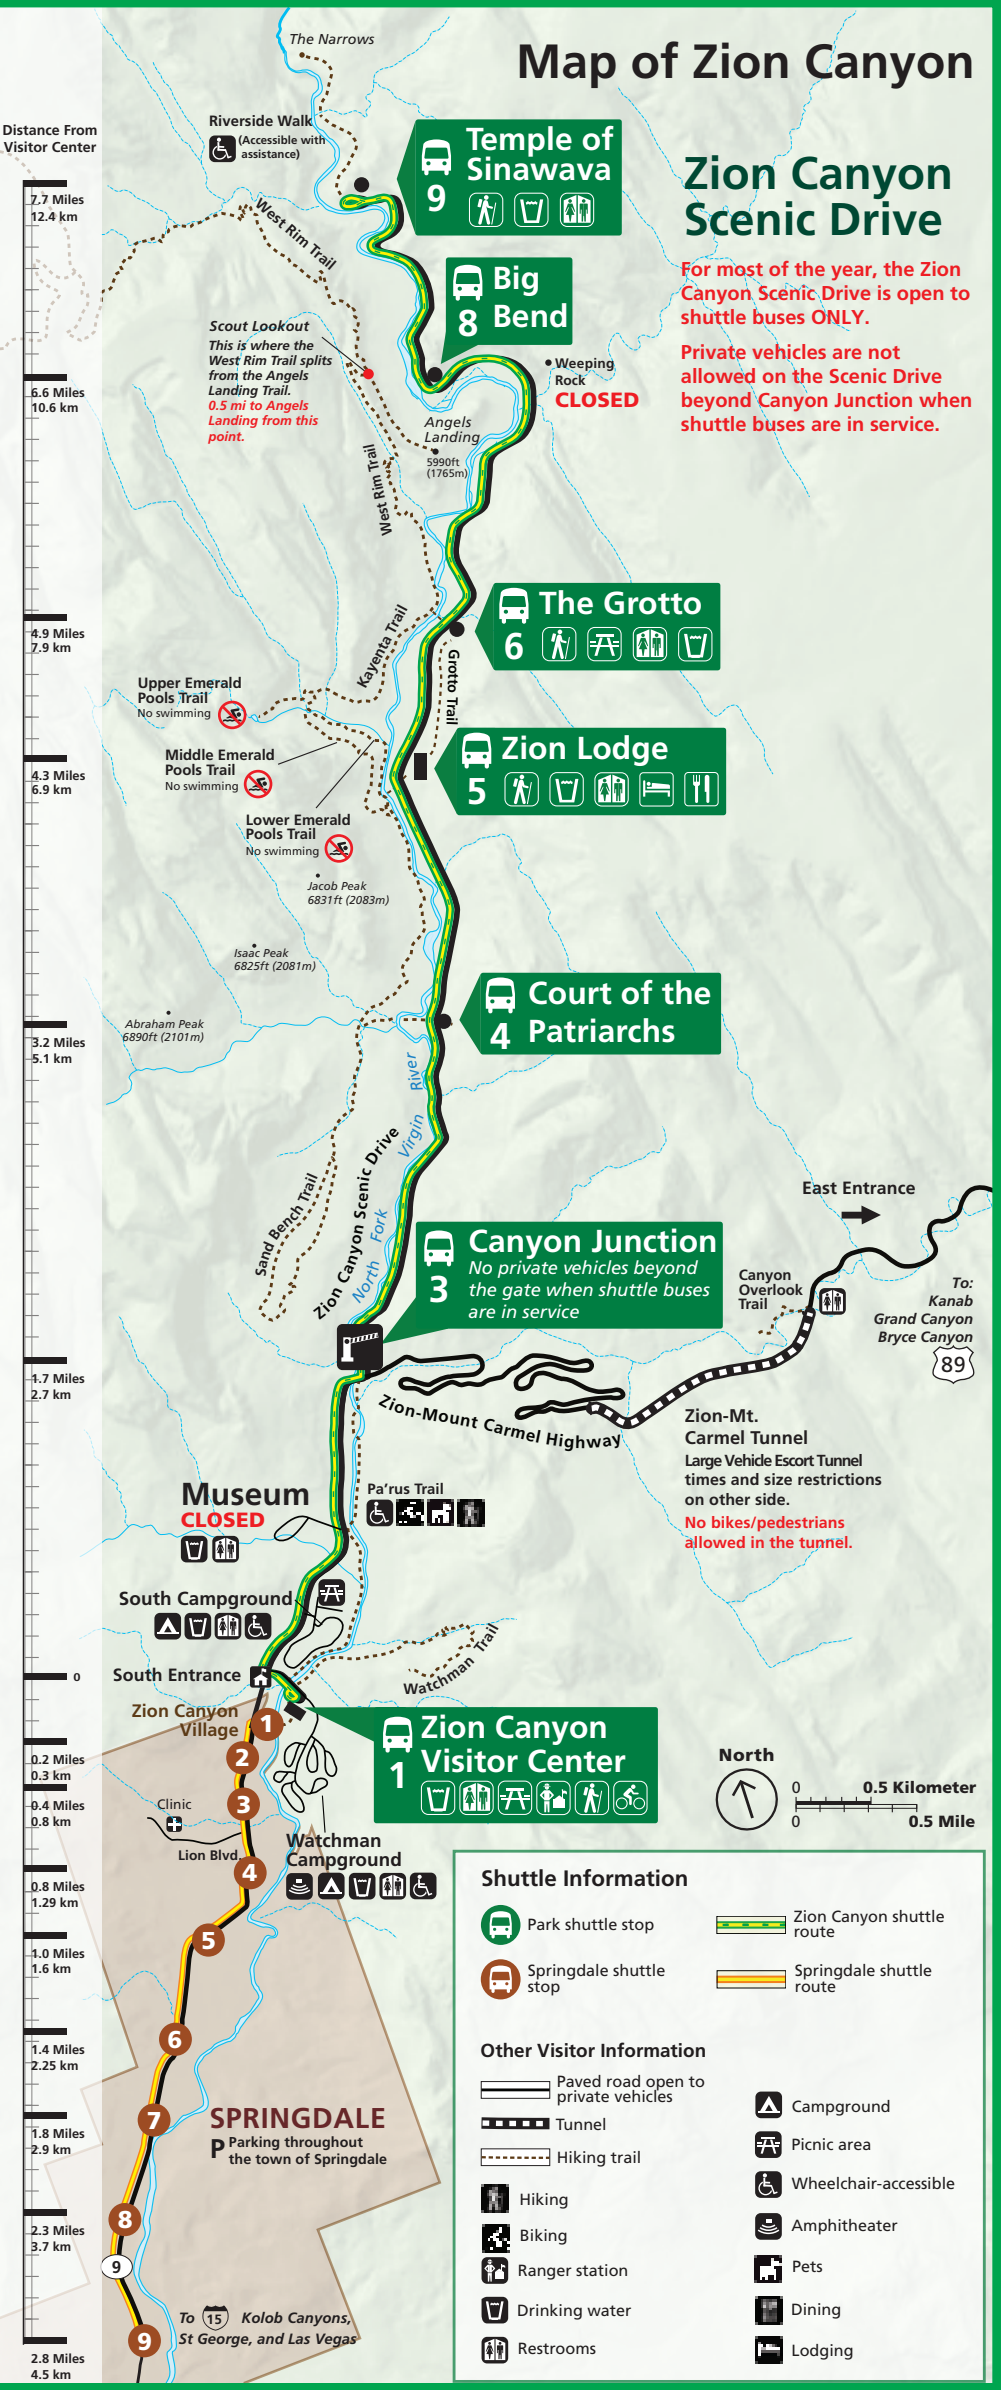 Map of Zion Canyon
The Narrows
Distance From
Visitor Center
Riverside Walk
(Accessible with
assistance)
Temple of
Sinawava
9
Zion Canyon
Scenic Drive
7.7 Miles
12.4 km
West Rim Trail
For most of the year, the Zion
Canyon Scenic Drive is open to
shuttle buses ONLY.
Private vehicles are not
allowed on the Scenic Drive
beyond Canyon Junction when
shuttle buses are in service.
Big
Bend
8
Scout Lookout
This is where the
West Rim Trail splits
from the Angels
Landing Trail.
0.5 mi to Angels
Landing from this
point.
Weeping
Rock
CLOSED
6.6 Miles
10.6 km
Angels
Landing
5990ft
(1765m)
West Rim Trail
The Grotto
6
4.9 Miles
7.9 km
Kayenta Trail
Grotto Trail
Upper Emerald
Pools Trail
No swimming
Middle Emerald
Pools Trail
No swimming
Zion Lodge
5
4.3 Miles
6.9 km
Lower Emerald
Pools Trail
No swimming
Jacob Peak
6831ft (2083m)
Isaac Peak
6825ft (2081m)
Abraham Peak
6890ft (2101m)
Court of the
Patriarchs
4
3.2 Miles
5.1 km
North Fork Virgin River
Zion Canyon Scenic Drive
Sand Bench Trail
East Entrance
Canyon Junction
3
No private vehicles beyond
the gate when shuttle buses
are in service
Canyon
Overlook
Trail
To:
Kanab
Grand Canyon
Bryce Canyon
89
1.7 Miles
2.7 km
Zion-Mount Carmel Highway
Zion-Mt.
Carmel Tunnel
Large Vehicle Escort Tunnel
times and size restrictions
on other side.
No bikes/pedestrians
allowed in the tunnel.
Museum
CLOSED
Pa'rus Trail
South Campground
South Entrance
0
Watchman Trail
Zion Canyon
Village
1
Zion Canyon
Visitor Center
1
2
0.2 Miles
0.3 km
3
0.4 Miles
0.8 km
Clinic
Lion Blvd.
North
0 0.5 Kilometer
0 0.5 Mile
Watchman
Campground
4
0.8 Miles
1.29 km
5
1.0 Miles
1.6 km
6
1.4 Miles
2.25 km
7
1.8 Miles
2.9 km
SPRINGDALE
P Parking throughout
the town of Springdale
8
2.3 Miles
3.7 km
9
To 15 Kolob Canyons,
St George, and Las Vegas
9
2.8 Miles
4.5 km
Shuttle Information
Park shuttle stop
Zion Canyon shuttle
route
Springdale shuttle
stop
Springdale shuttle
route
Other Visitor Information
Paved road open to
private vehicles
Tunnel
Hiking trail
Hiking
Biking
Ranger station
Drinking water
Restrooms
Campground
Picnic area
Wheelchair-accessible
Amphitheater
Pets
Dining
Lodging